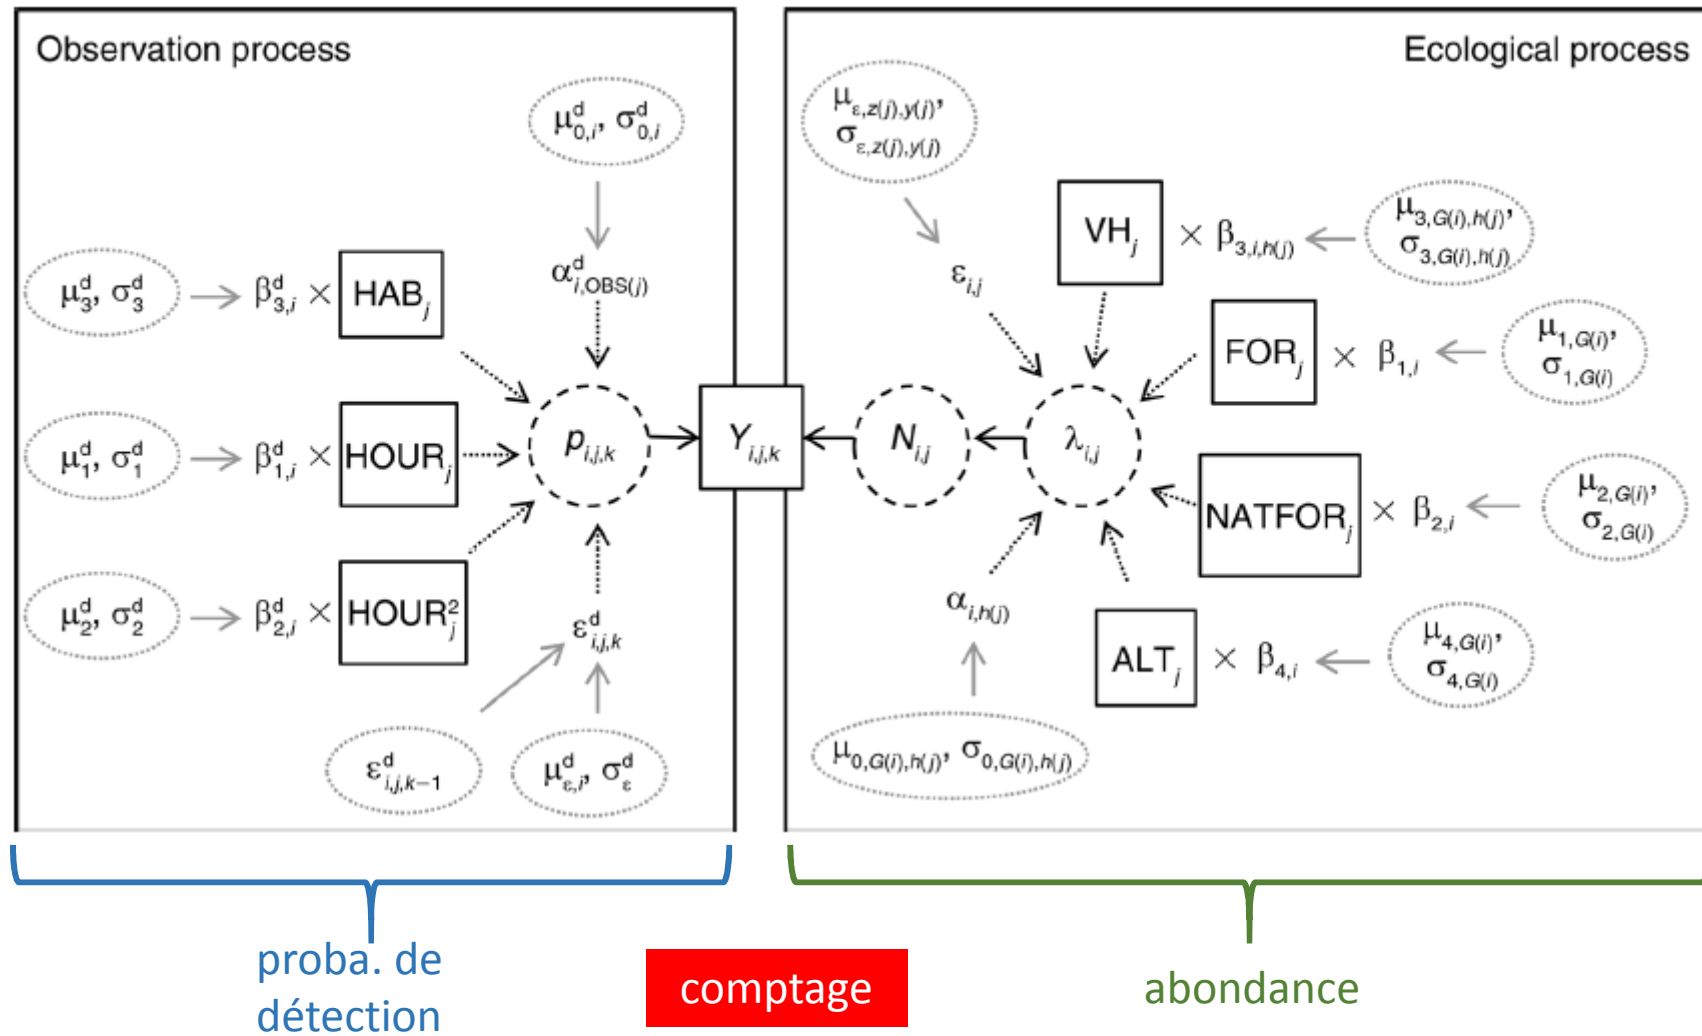 Observation process
Ecological process
μ^d_{0,i}, σ^d_{0,i}
α^d_{i,OBS(j)}
μ^d_3, σ^d_3
β^d_{3,i} × HAB_j
μ^d_1, σ^d_1
β^d_{1,i} × HOUR_j
μ^d_2, σ^d_2
β^d_{2,i} × HOUR^2_j
p_{i,j,k}
ε^d_{i,j,k}
ε^d_{i,j,k−1}
μ^d_{ε,i}, σ^d_ε
Y_{i,j,k}
N_{i,j}
λ_{i,j}
μ_{ε,z(j),y(j)},
σ_{ε,z(j),y(j)}
ε_{i,j}
VH_j × β_{3,i,h(j)}
μ_{3,G(i),h(j)},
σ_{3,G(i),h(j)}
FOR_j × β_{1,i}
μ_{1,G(i)},
σ_{1,G(i)}
NATFOR_j × β_{2,i}
μ_{2,G(i)},
σ_{2,G(i)}
α_{i,h(j)}
ALT_j × β_{4,i}
μ_{4,G(i)},
σ_{4,G(i)}
μ_{0,G(i),h(j)}, σ_{0,G(i),h(j)}
proba. de
détection
comptage
abondance